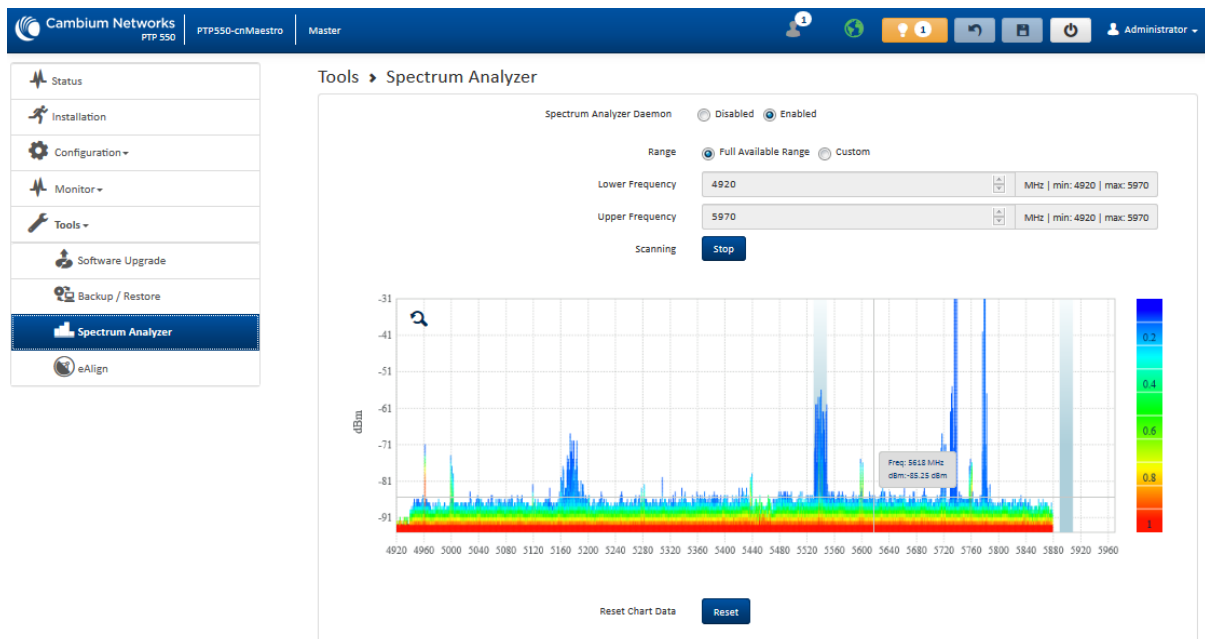 Cambium Networks
PTP 550
PTP550-cnMaestro
Master
1
1
Administrator
Status
Installation
Configuration
Monitor
Tools
Software Upgrade
Backup / Restore
Spectrum Analyzer
eAlign
Tools > Spectrum Analyzer
Spectrum Analyzer Daemon Disabled Enabled
Range Full Available Range Custom
Lower Frequency 4920 MHz | min: 4920 | max: 5970
Upper Frequency 5970 MHz | min: 4920 | max: 5970
Scanning Stop
-31
-41
-51
-61
-71
-81
-91
dBm
Freq: 5618 MHz
dBm:-85.25 dBm
0.2
0.4
0.6
0.8
1
4920 4960 5000 5040 5080 5120 5160 5200 5240 5280 5320 5360 5400 5440 5480 5520 5560 5600 5640 5680 5720 5760 5800 5840 5880 5920 5960
Reset Chart Data Reset